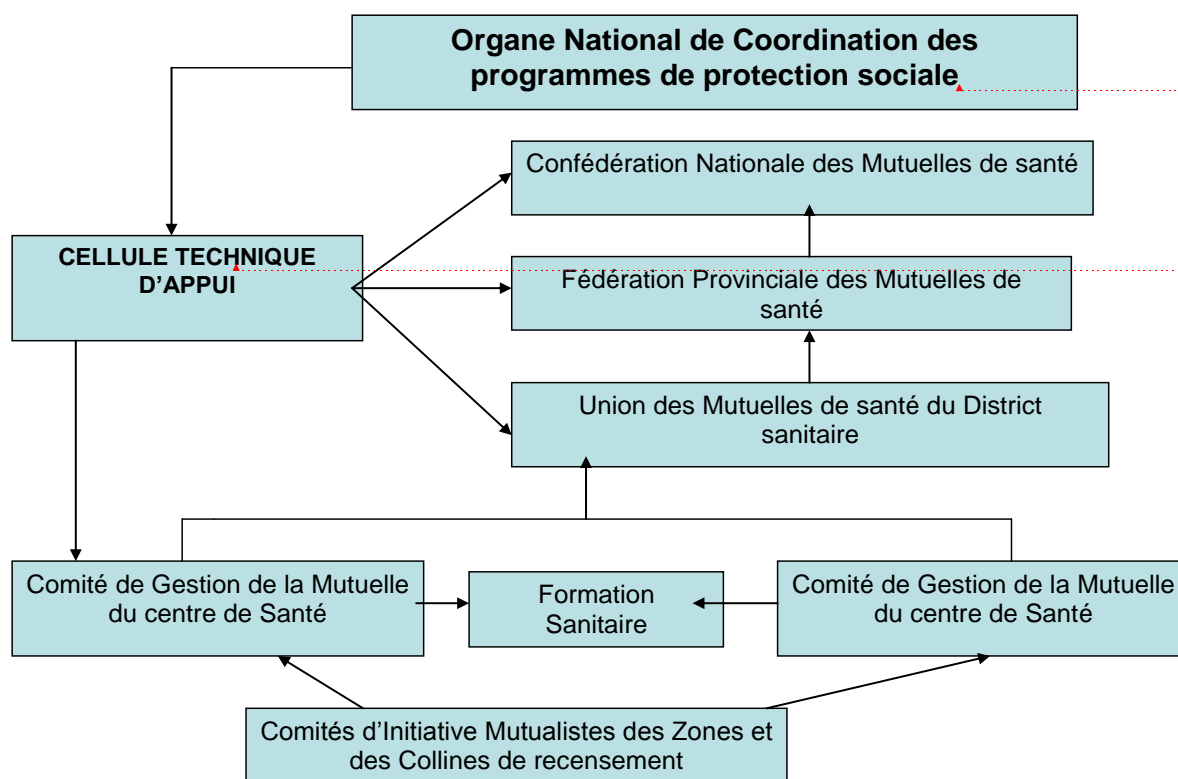 Organe National de Coordination des
programmes de protection sociale
Confédération Nationale des Mutuelles de santé
CELLULE TECHNIQUE
D’APPUI
Fédération Provinciale des Mutuelles de
santé
Union des Mutuelles de santé du District
sanitaire
Comité de Gestion de la Mutuelle
du centre de Santé
Formation
Sanitaire
Comité de Gestion de la Mutuelle
du centre de Santé
Comités d’Initiative Mutualistes des Zones et
des Collines de recensement